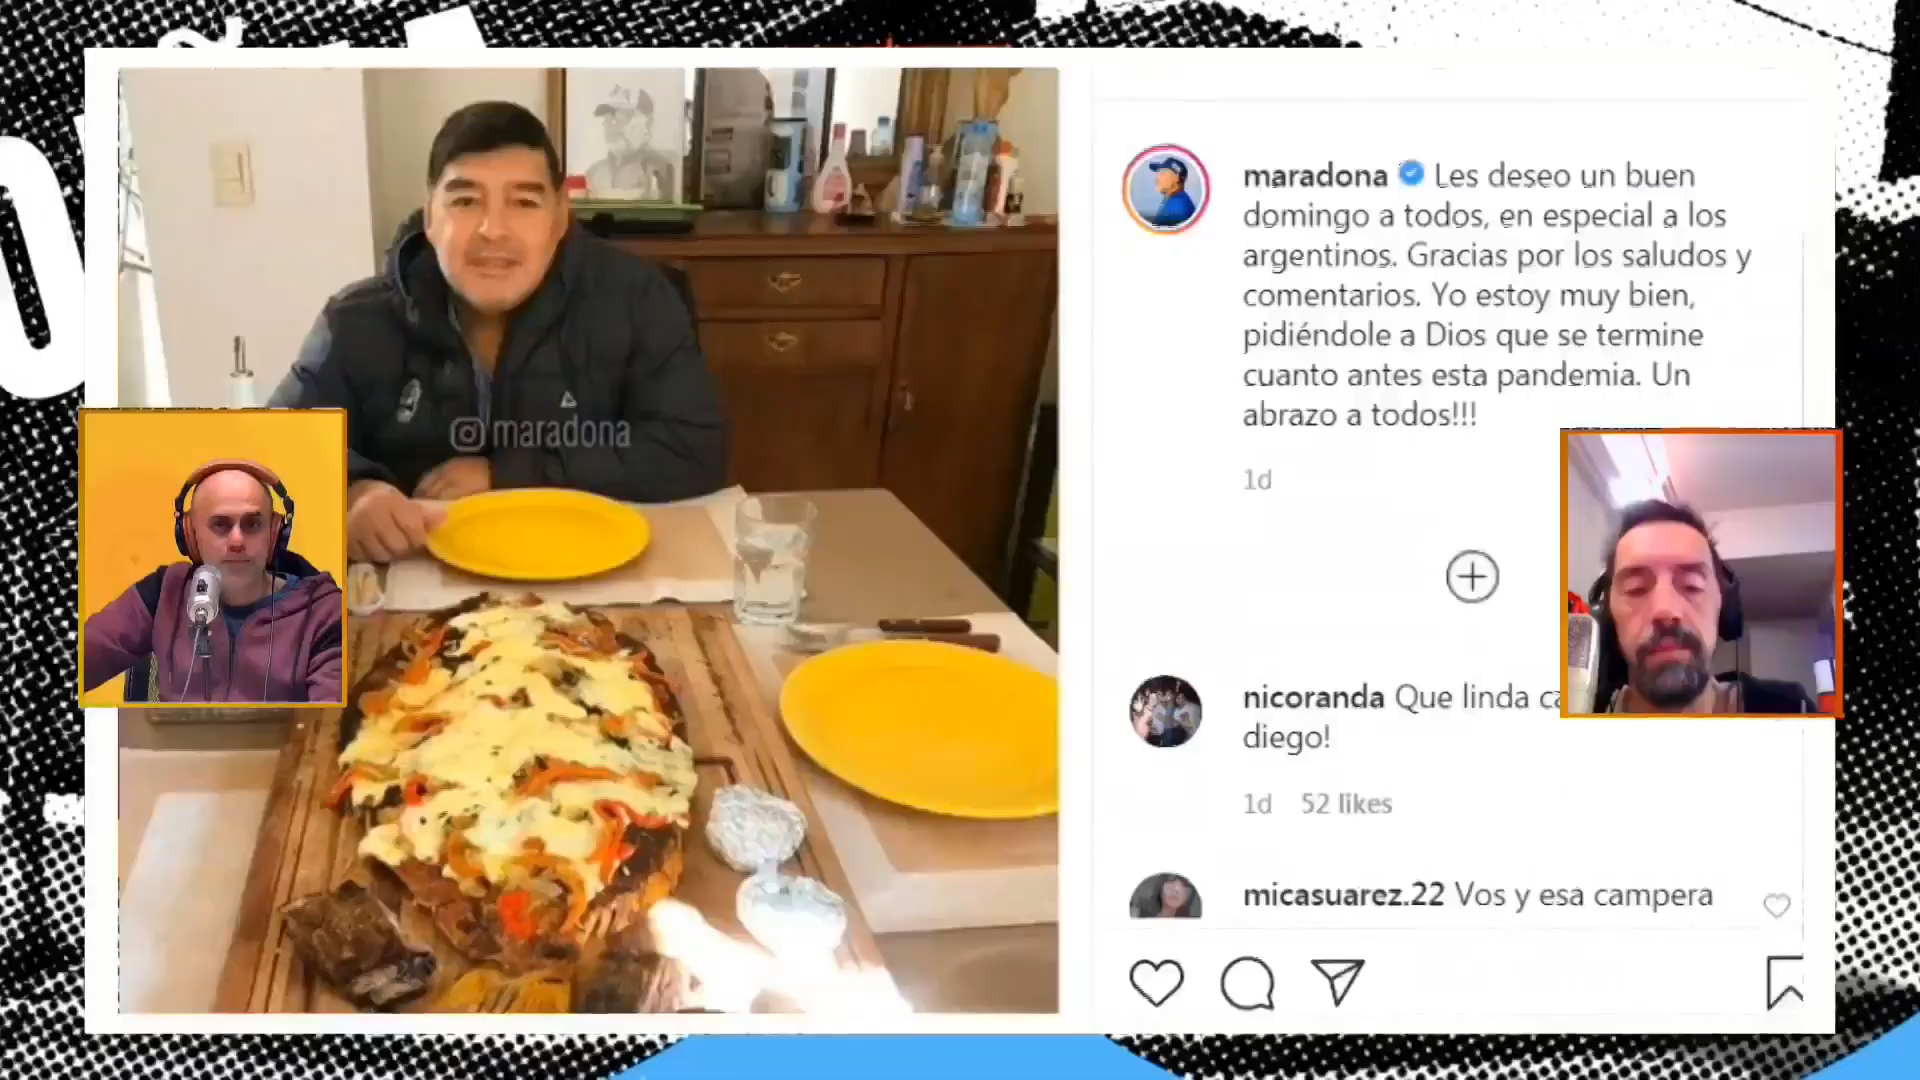 maradona Les deseo un buen
domingo a todos, en especial a los
argentinos. Gracias por los saludos y
comentarios. Yo estoy muy bien,
pidiéndole a Dios que se termine
cuanto antes esta pandemia. Un
abrazo a todos!!!
1d
maradona
nicoranda Que linda
diego!
1d 52 likes
micasuarez.22 Vos y esa campera